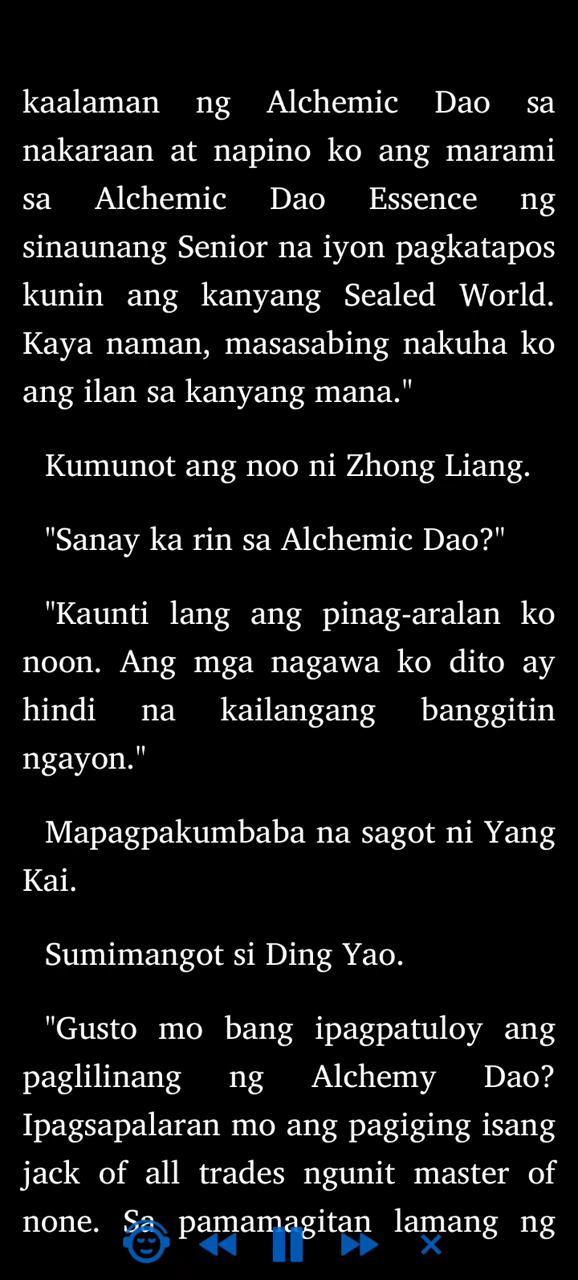 kaalaman ng Alchemic Dao sa
nakaraan at napino ko ang marami
sa Alchemic Dao Essence ng
sinaunang Senior na iyon pagkatapos
kunin ang kanyang Sealed World.
Kaya naman, masasabing nakuha ko
ang ilan sa kanyang mana."
Kumunot ang noo ni Zhong Liang.
"Sanay ka rin sa Alchemic Dao?"
"Kaunti lang ang pinag-aralan ko
noon. Ang mga nagawa ko dito ay
hindi na kailangang banggitin
ngayon."
Mapagpakumbaba na sagot ni Yang
Kai.
Sumimangot si Ding Yao.
"Gusto mo bang ipagpatuloy ang
paglilinang ng Alchemy Dao?
Ipagsapalaran mo ang pagiging isang
jack of all trades ngunit master of
none. Sa pamamagitan lamang ng